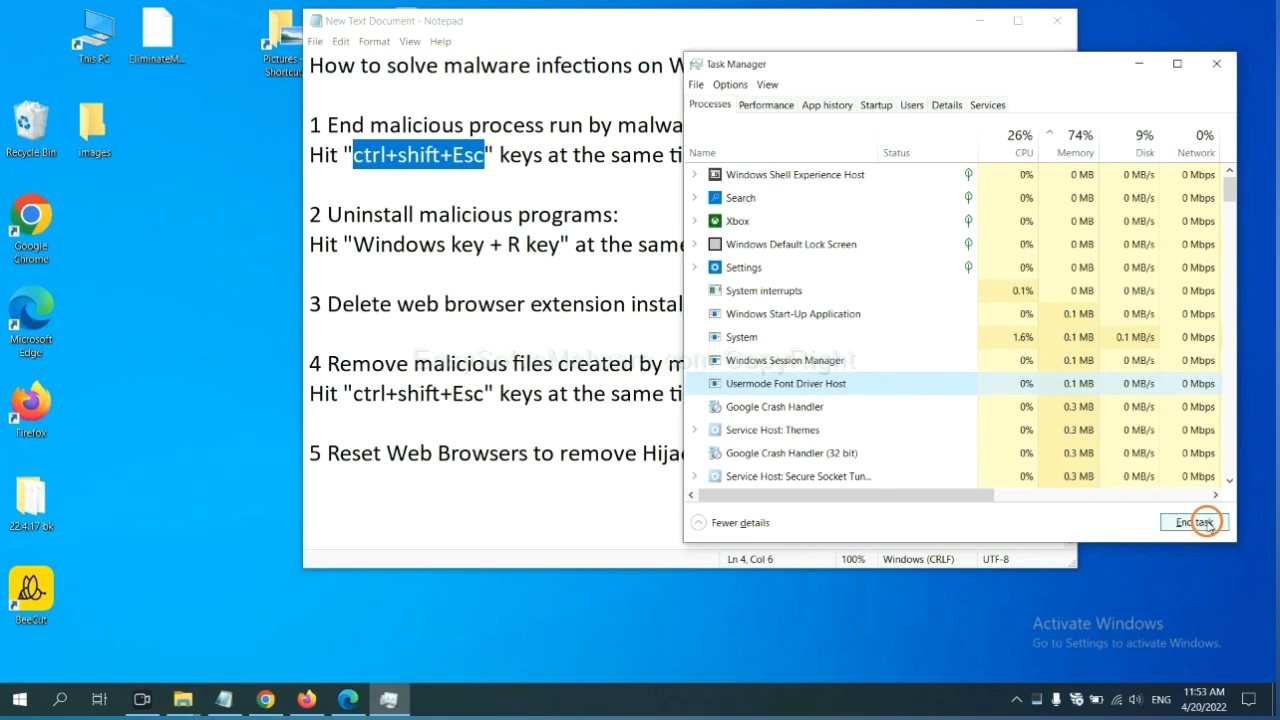 This PC
EliminateM...
Pictures - Shortcut
Recycle Bin
images
Google Chrome
Microsoft Edge
Firefox
22.4.17 bk
BeeCut
New Text Document - Notepad
File Edit Format View Help
How to solve malware infections on W
1 End malicious process run by malwa
Hit "ctrl+shift+Esc" keys at the same ti
2 Uninstall malicious programs:
Hit "Windows key + R key" at the same
3 Delete web browser extension instal
4 Remove malicious files created by m
Hit "ctrl+shift+Esc" keys at the same ti
5 Reset Web Browsers to remove Hijac
Ln 4, Col 6 100% Windows (CRLF) UTF-8
Task Manager
File Options View
Processes Performance App history Startup Users Details Services
26% 74% 9% 0%
Name Status CPU Memory Disk Network
Windows Shell Experience Host 0% 0 MB 0 MB/s 0 Mbps
Search 0% 0 MB 0 MB/s 0 Mbps
Xbox 0% 0 MB 0 MB/s 0 Mbps
Windows Default Lock Screen 0% 0 MB 0 MB/s 0 Mbps
Settings 0% 0 MB 0 MB/s 0 Mbps
System interrupts 0.1% 0 MB 0 MB/s 0 Mbps
Windows Start-Up Application 0% 0.1 MB 0 MB/s 0 Mbps
System 1.6% 0.1 MB 0.1 MB/s 0 Mbps
Windows Session Manager 0% 0.1 MB 0 MB/s 0 Mbps
Usermode Font Driver Host 0% 0.1 MB 0 MB/s 0 Mbps
Google Crash Handler 0% 0.3 MB 0 MB/s 0 Mbps
Service Host: Themes 0% 0.3 MB 0 MB/s 0 Mbps
Google Crash Handler (32 bit) 0% 0.3 MB 0 MB/s 0 Mbps
Service Host: Secure Socket Tun... 0% 0.3 MB 0 MB/s 0 Mbps
Fewer details
End task
Activate Windows
Go to Settings to activate Windows.
ENG
11:53 AM
4/20/2022